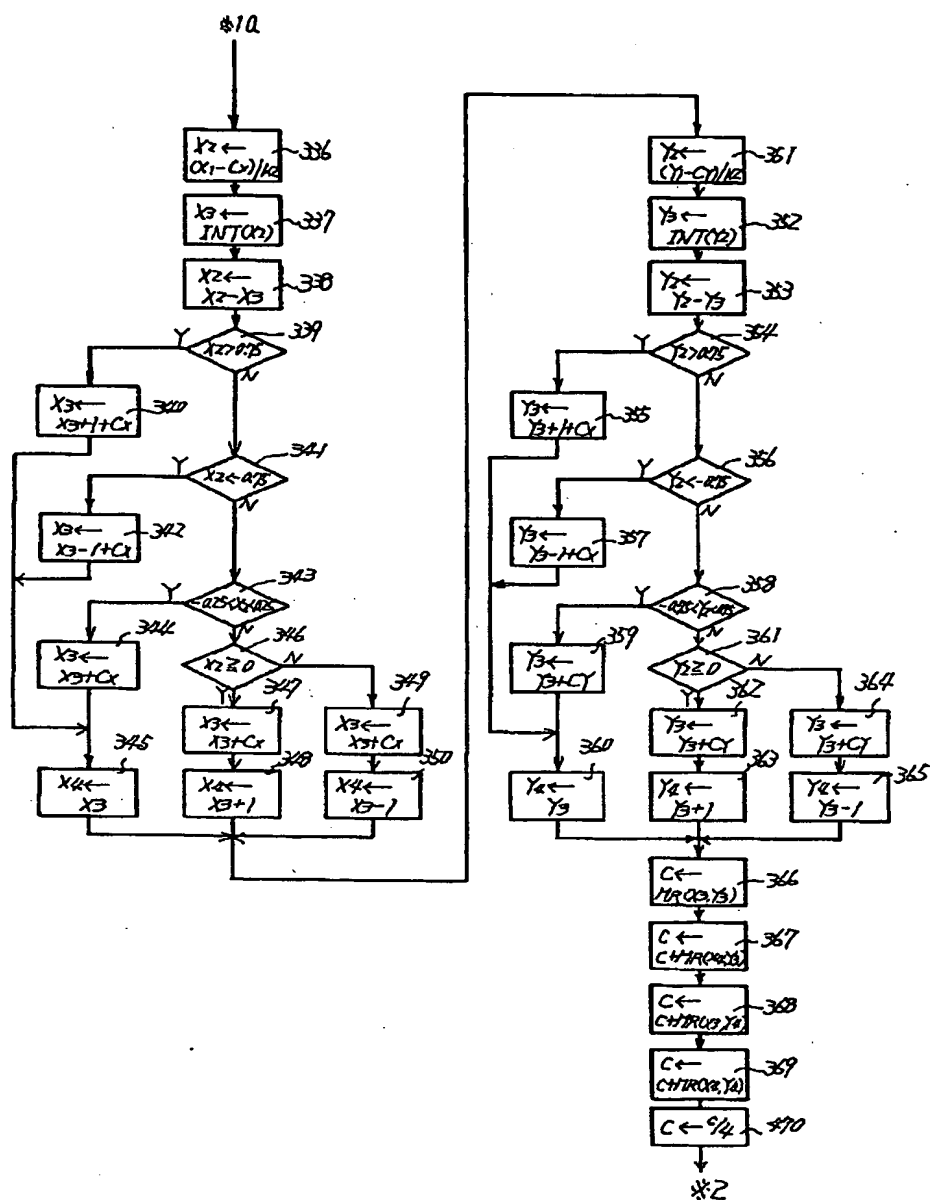 ※1a
X2←
(X1-CX)/K2
336
X3←
INT(X2)
337
X2←
X2-X3
338
339
X2>0.75
Y
N
X3←
X3+1+CX
340
341
X2<-0.75
Y
N
X3←
X3-1+CX
342
343
-0.25<X2<0.25
Y
N
344
X3←
X3+CX
346
X2≧0
N
Y
347
X3←
X3+CX
349
X3←
X3+CX
345
X4←
X3
348
X4←
X3+1
350
X4←
X3-1
Y2←
(Y1-CY)/K2
351
Y3←
INT(Y2)
352
Y2←
Y2-Y3
353
354
Y2>0.75
Y
N
Y3←
Y3+1+CX
355
356
Y2<-0.75
Y
N
Y3←
Y3-1+CX
357
358
-0.25<Y2<0.25
Y
N
359
Y3←
Y3+CY
361
Y2≧0
N
Y
362
Y3←
Y3+CY
364
Y3←
Y3+CY
360
Y4←
Y3
363
Y4←
Y3+1
365
Y4←
Y3-1
C←
MR(X3,Y3)
366
C←
C+MR(X4,Y3)
367
C←
C+MR(X3,Y4)
368
C←
C+MR(X4,Y4)
369
C←C/4
470
※2